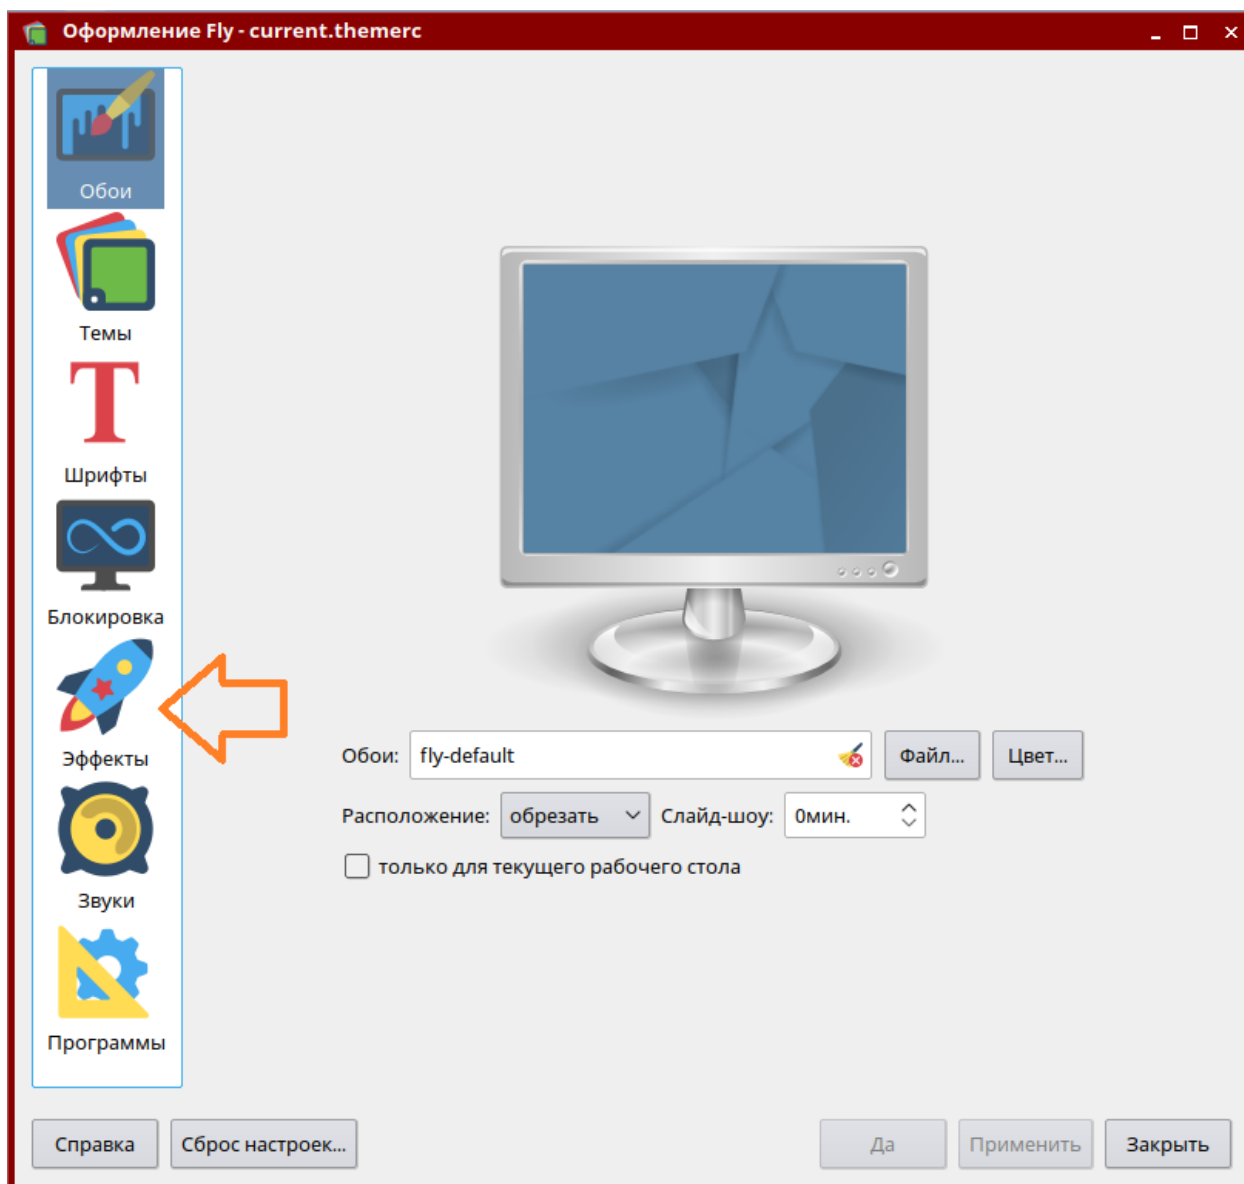 Оформление Fly - current.themerc
Обои
Темы
Шрифты
Блокировка
Эффекты
Звуки
Программы
Обои: fly-default Файл... Цвет...
Расположение: обрезать Слайд-шоу: 0мин.
только для текущего рабочего стола
Справка Сброс настроек... Да Применить Закрыть